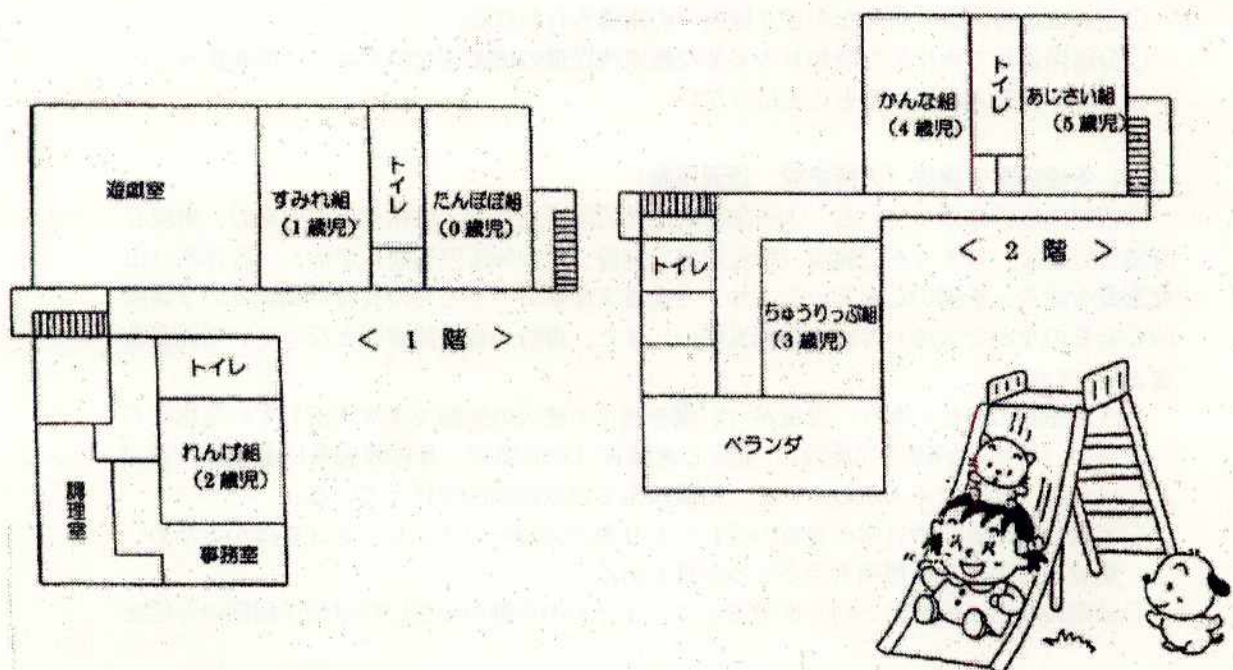 遊戯室
すみれ組
(1歳児)
トイレ
たんぽぽ組
(0歳児)
< 1 階 >
トイレ
れんげ組
(2歳児)
調理室
事務室
かんな組
(4歳児)
トイレ
あじさい組
(5歳児)
< 2 階 >
トイレ
ちゅうりっぷ組
(3歳児)
ベランダ